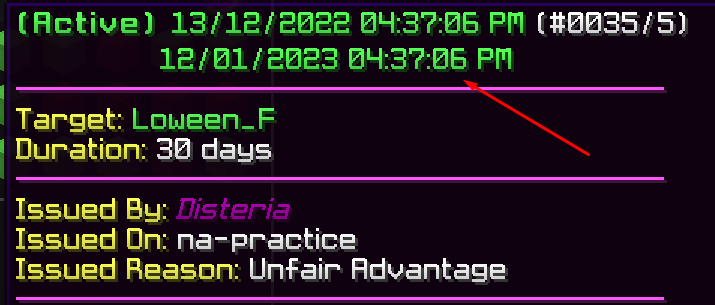 (Active) 13/12/2022 04:37:06 PM (#0035/5)
12/01/2023 04:37:06 PM
Target: Loween_F
Duration: 30 days
Issued By: Disteria
Issued On: na-practice
Issued Reason: Unfair Advantage